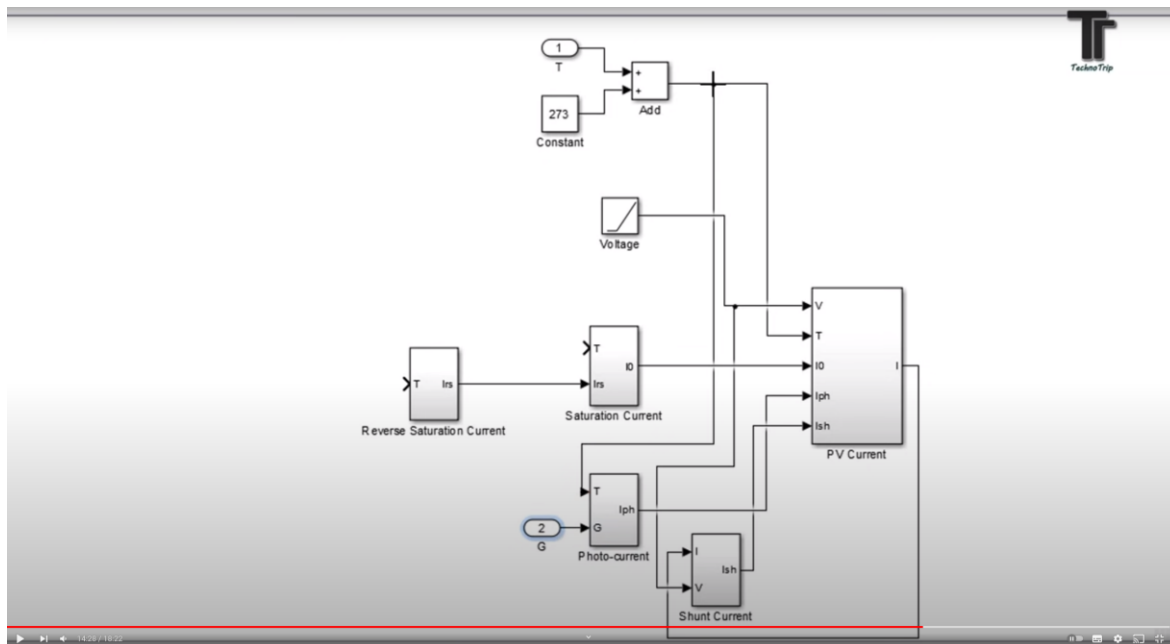 TechnoTrip
1
T
+
+
Add
273
Constant
Voltage
V
T
T
I0
I0
I
T
Irs
Irs
Iph
Saturation Current
Reverse Saturation Current
Ish
PV Current
T
Iph
2
G
G
Photo-current
I
Ish
V
Shunt Current